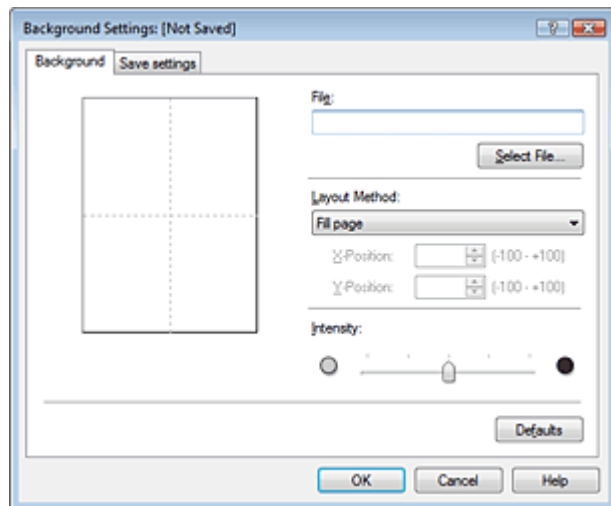 Background Settings: [Not Saved]
Background
Save settings
File:
Select File...
Layout Method:
Fill page
X-Position: (-100 - +100)
Y-Position: (-100 - +100)
Intensity:
Defaults
OK Cancel Help